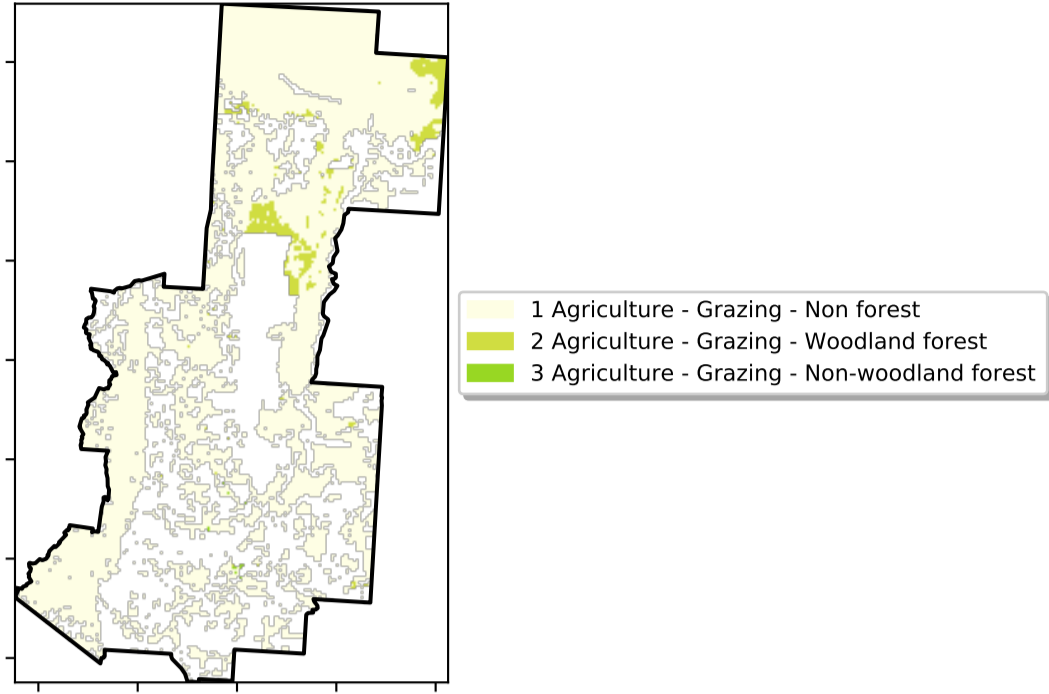 1 Agriculture - Grazing - Non forest
2 Agriculture - Grazing - Woodland forest
3 Agriculture - Grazing - Non-woodland forest